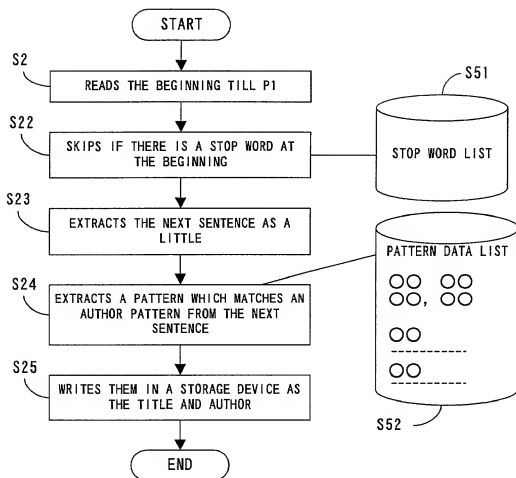 START
S2
READS THE BEGINNING TILL P1
S51
S22
SKIPS IF THERE IS A STOP WORD AT
THE BEGINNING
STOP WORD LIST
S23
EXTRACTS THE NEXT SENTENCE AS A
LITTLE
PATTERN DATA LIST
○○ ○○
○○, ○○
○○
○○
S24
EXTRACTS A PATTERN WHICH MATCHES AN
AUTHOR PATTERN FROM THE NEXT
SENTENCE
S25
WRITES THEM IN A STORAGE DEVICE AS
THE TITLE AND AUTHOR
S52
END